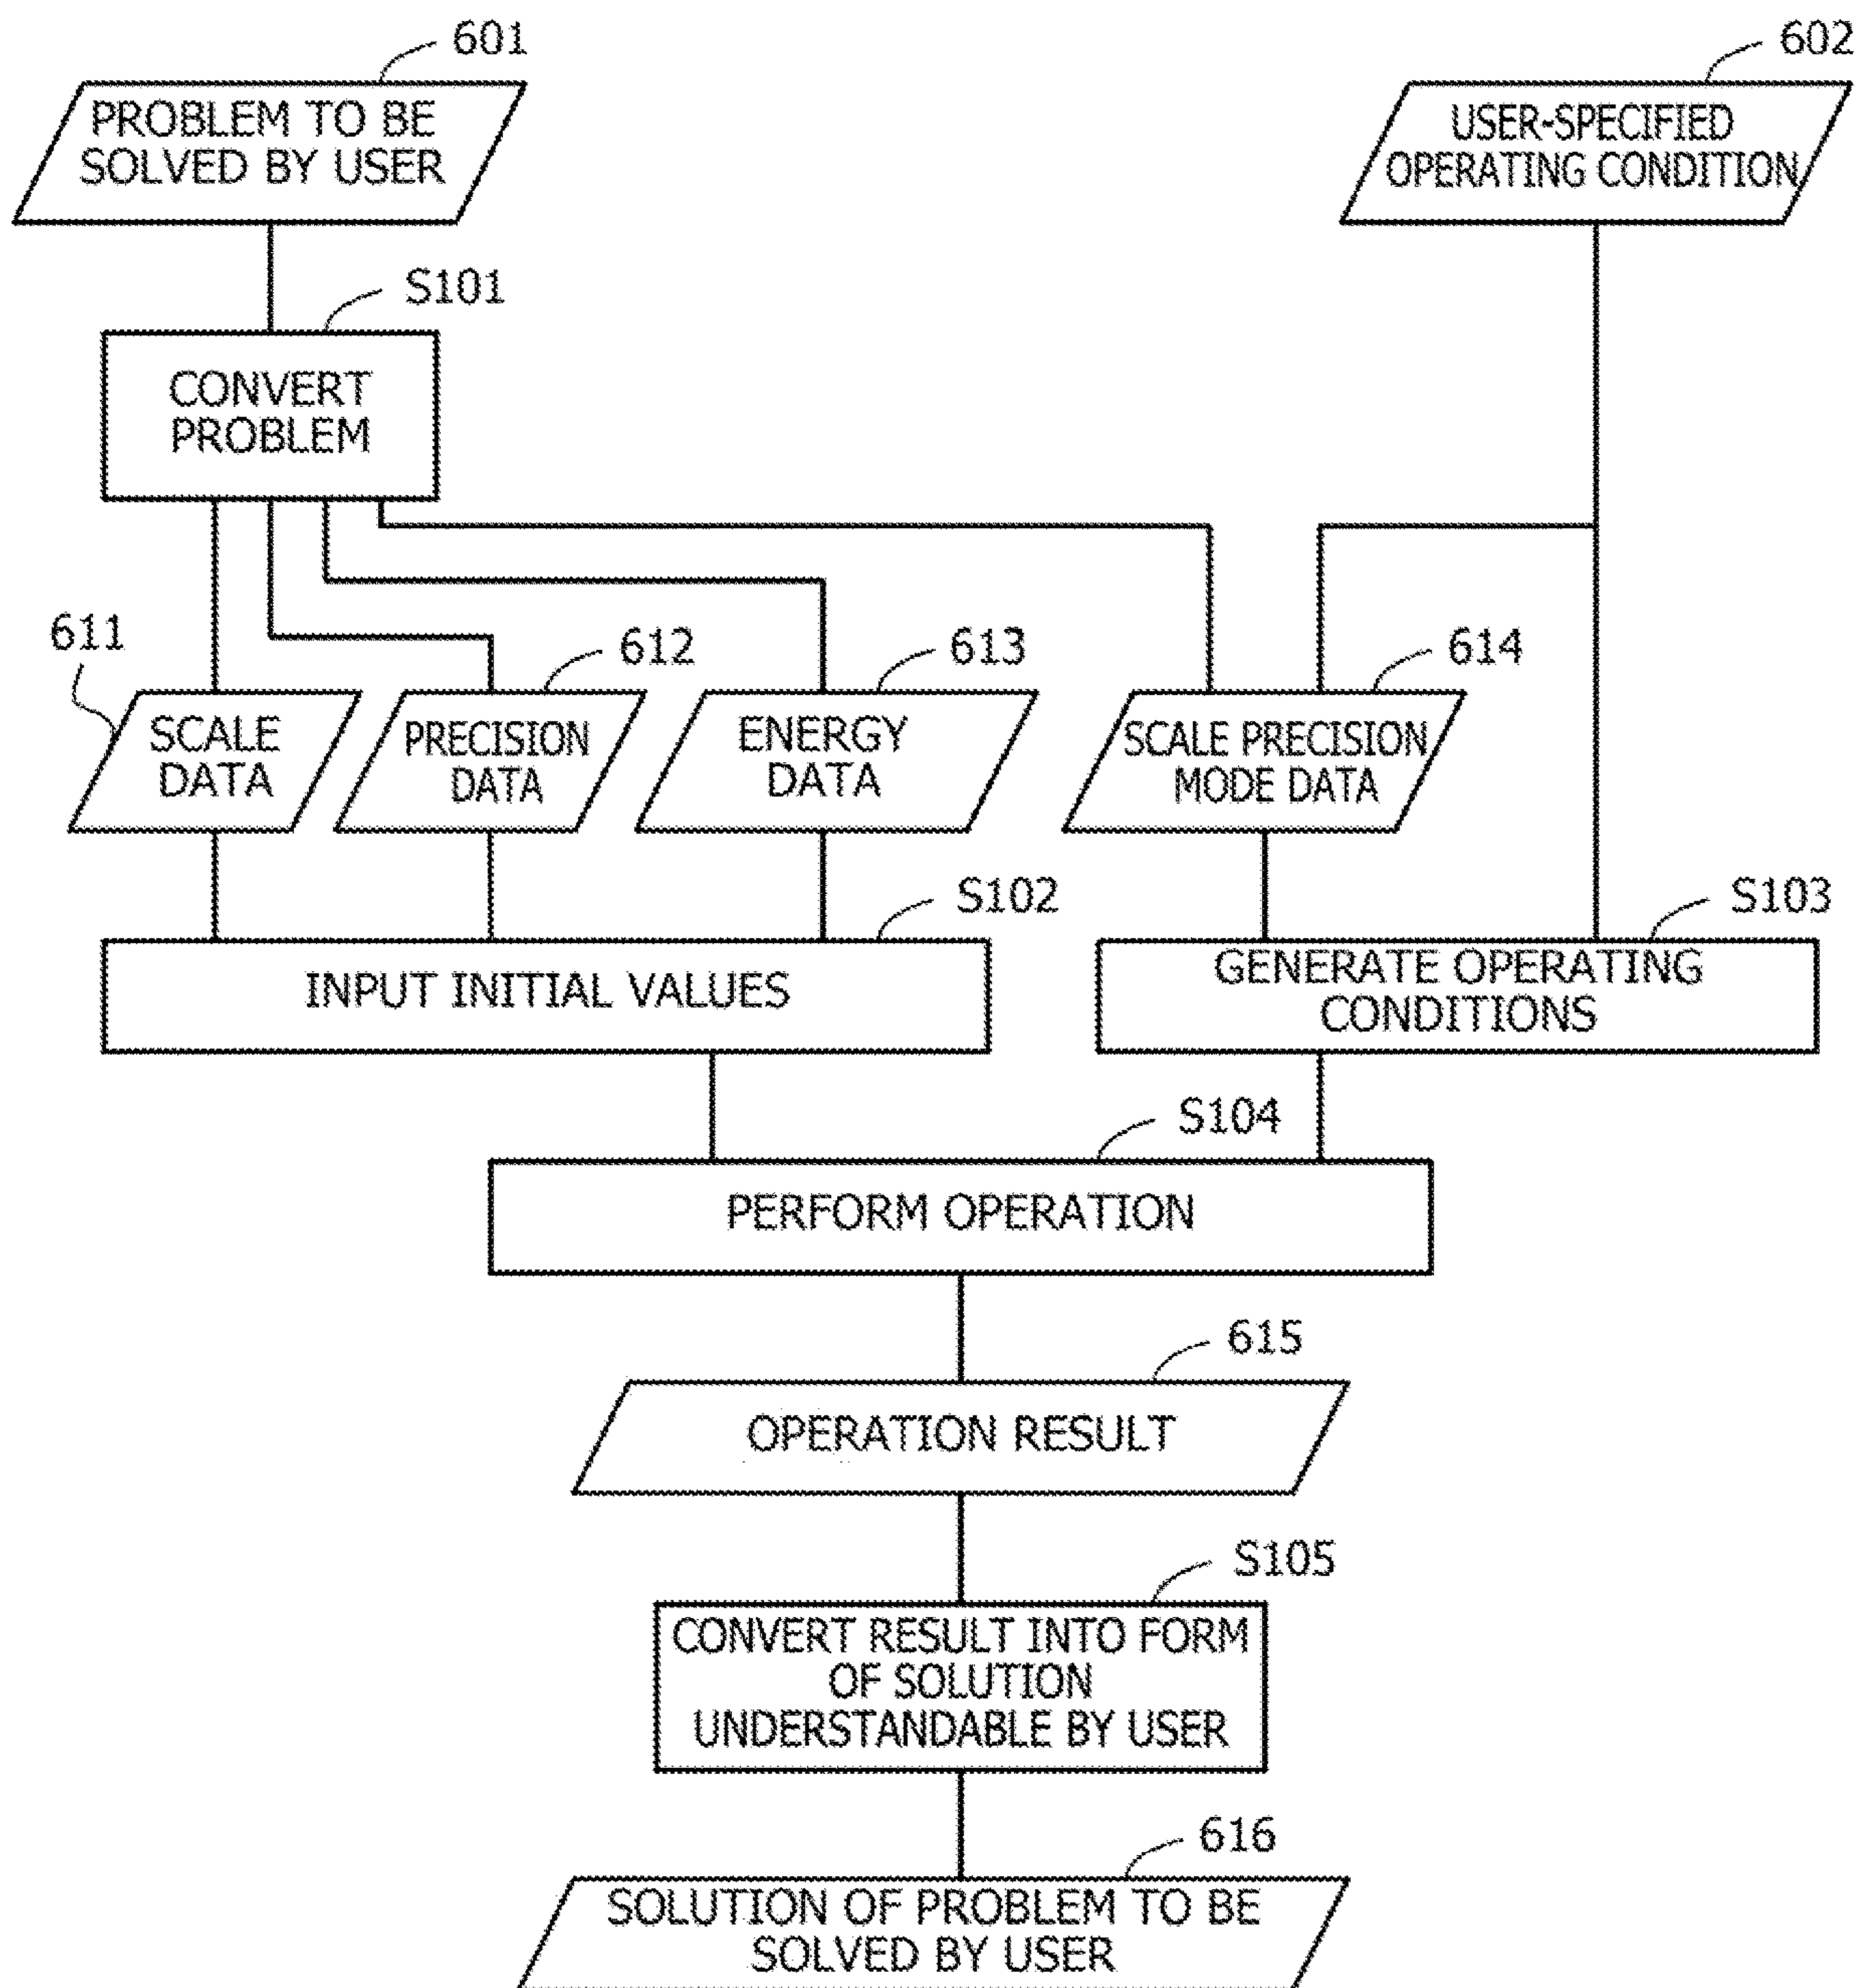 601
602
PROBLEM TO BE
SOLVED BY USER
USER-SPECIFIED
OPERATING CONDITION
S101
CONVERT
PROBLEM
611
612
613
614
SCALE
DATA
PRECISION
DATA
ENERGY
DATA
SCALE PRECISION
MODE DATA
S102
S103
INPUT INITIAL VALUES
GENERATE OPERATING
CONDITIONS
S104
PERFORM OPERATION
615
OPERATION RESULT
S105
CONVERT RESULT INTO FORM
OF SOLUTION
UNDERSTANDABLE BY USER
616
SOLUTION OF PROBLEM TO BE
SOLVED BY USER